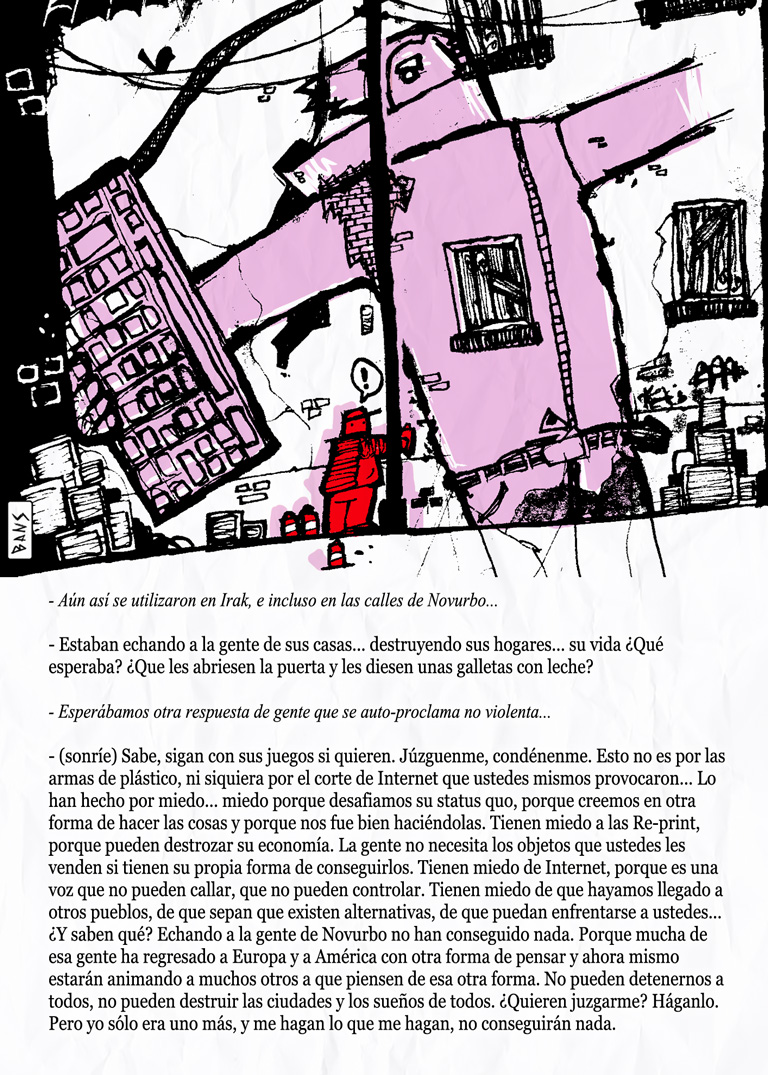 !
BANS
- Aún así se utilizaron en Irak, e incluso en las calles de Novurbo...
- Estaban echando a la gente de sus casas... destruyendo sus hogares... su vida ¿Qué
esperaba? ¿Que les abriesen la puerta y les diesen unas galletas con leche?
- Esperábamos otra respuesta de gente que se auto-proclama no violenta...
- (sonríe) Sabe, sigan con sus juegos si quieren. Júzguenme, condénenme. Esto no es por las
armas de plástico, ni siquiera por el corte de Internet que ustedes mismos provocaron... Lo
han hecho por miedo... miedo porque desafiamos su status quo, porque creemos en otra
forma de hacer las cosas y porque nos fue bien haciéndolas. Tienen miedo a las Re-print,
porque pueden destrozar su economía. La gente no necesita los objetos que ustedes les
venden si tienen su propia forma de conseguirlos. Tienen miedo de Internet, porque es una
voz que no pueden callar, que no pueden controlar. Tienen miedo de que hayamos llegado a
otros pueblos, de que sepan que existen alternativas, de que puedan enfrentarse a ustedes...
¿Y saben qué? Echando a la gente de Novurbo no han conseguido nada. Porque mucha de
esa gente ha regresado a Europa y a América con otra forma de pensar y ahora mismo
estarán animando a muchos otros a que piensen de esa otra forma. No pueden detenernos a
todos, no pueden destruir las ciudades y los sueños de todos. ¿Quieren juzgarme? Háganlo.
Pero yo sólo era uno más, y me hagan lo que me hagan, no conseguirán nada.